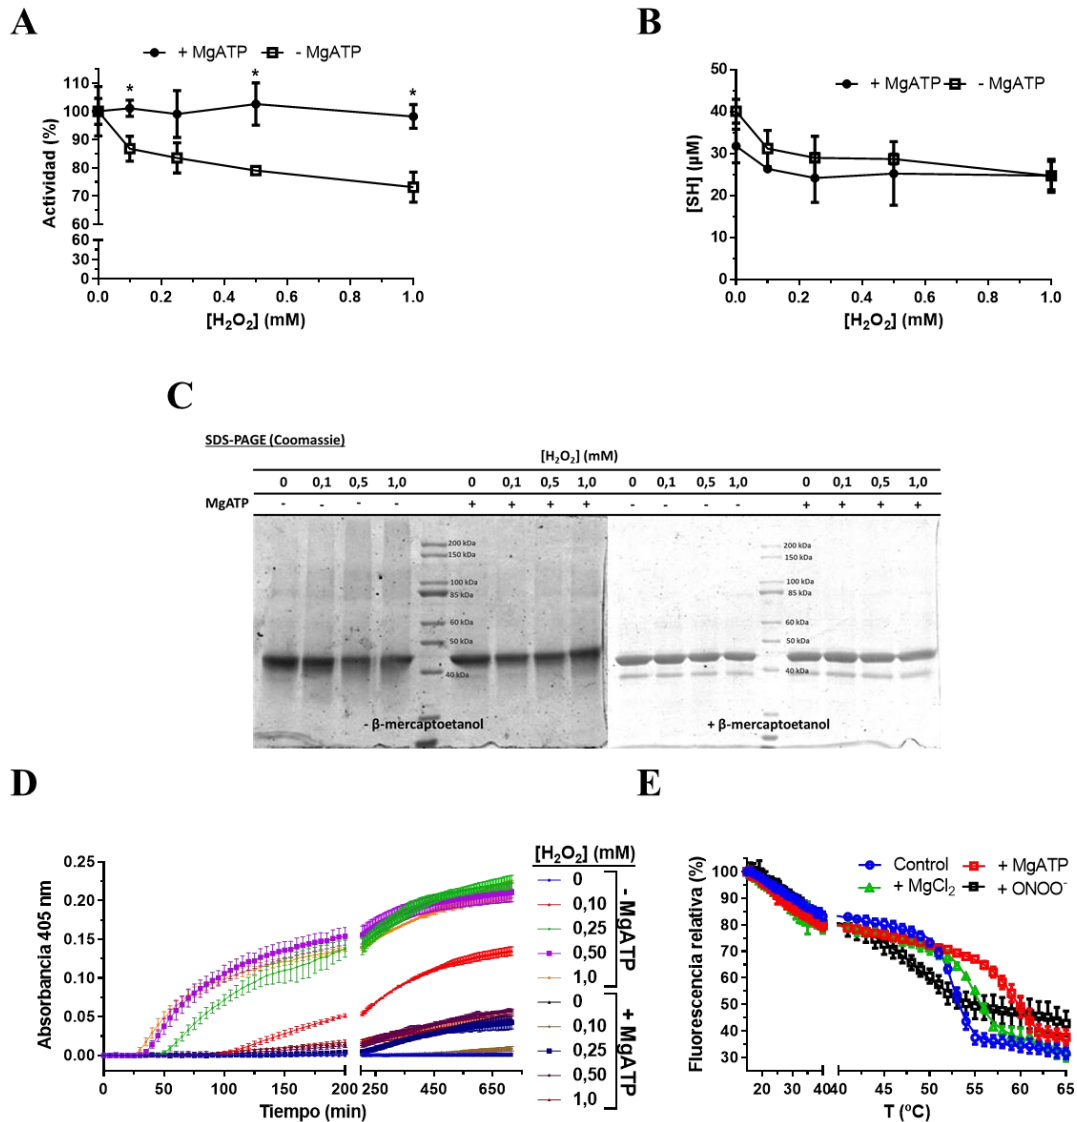 A
+ MgATP - MgATP
110
100
90
80
70
60
60
30
0
Actividad (%)
* * *
0.0 0.2 0.4 0.6 0.8 1.0
[H₂O₂] (mM)
B
+ MgATP - MgATP
50
40
30
20
10
0
[SH] (µM)
0.0 0.2 0.4 0.6 0.8 1.0
[H₂O₂] (mM)
C
SDS-PAGE (Coomassie)
[H₂O₂] (mM)
0 0,1 0,5 1,0 0 0,1 0,5 1,0 0 0,1 0,5 1,0 0 0,1 0,5 1,0
MgATP - - - - + + + + - - - - + + + +
200 kDa 200 kDa
150 kDa 150 kDa
100 kDa 100 kDa
85 kDa 85 kDa
60 kDa 60 kDa
50 kDa 50 kDa
40 kDa 40 kDa
- β-mercaptoetanol + β-mercaptoetanol
D
0.25
0.20
0.15
0.10
0.05
0.00
Absorbancia 405 nm
0 50 100 150 200 250 450 650
Tiempo (min)
[H₂O₂] (mM)
0
0,10
0,25
0,50
1,0
- MgATP
0
0,10
0,25
0,50
1,0
+ MgATP
E
Control + MgATP
+ MgCl₂ + ONOO⁻
100
90
80
70
60
50
40
30
Fluorescencia relativa (%)
20 30 40 40 45 50 55 60 65
T (ºC)